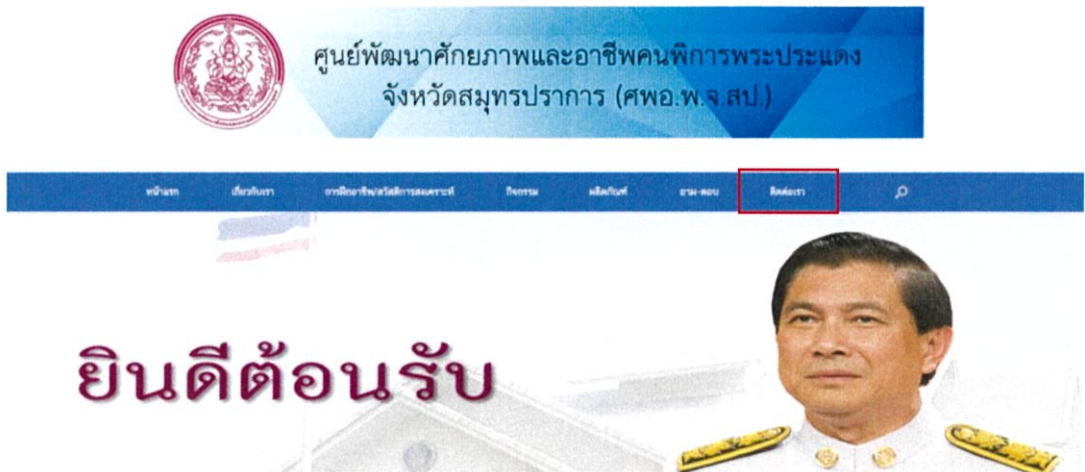 ศูนย์พัฒนาศักยภาพและอาชีพคนพิการพระประแดง
จังหวัดสมุทรปราการ (ศพอ.พ.จ.สป.)
หน้าแรก เกี่ยวกับเรา การฝึกอาชีพ/สวัสดิการสงเคราะห์ กิจกรรม ผลิตภัณฑ์ ถาม-ตอบ ติดต่อเรา
ยินดีต้อนรับ